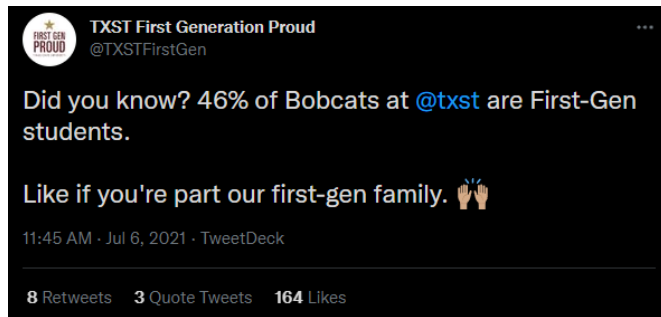 FIRST GEN
PROUD
TXST First Generation Proud
@TXSTFirstGen
Did you know? 46% of Bobcats at @txst are First-Gen
students.
Like if you're part our first-gen family. 🙌🏼
11:45 AM · Jul 6, 2021 · TweetDeck
8 Retweets 3 Quote Tweets 164 Likes